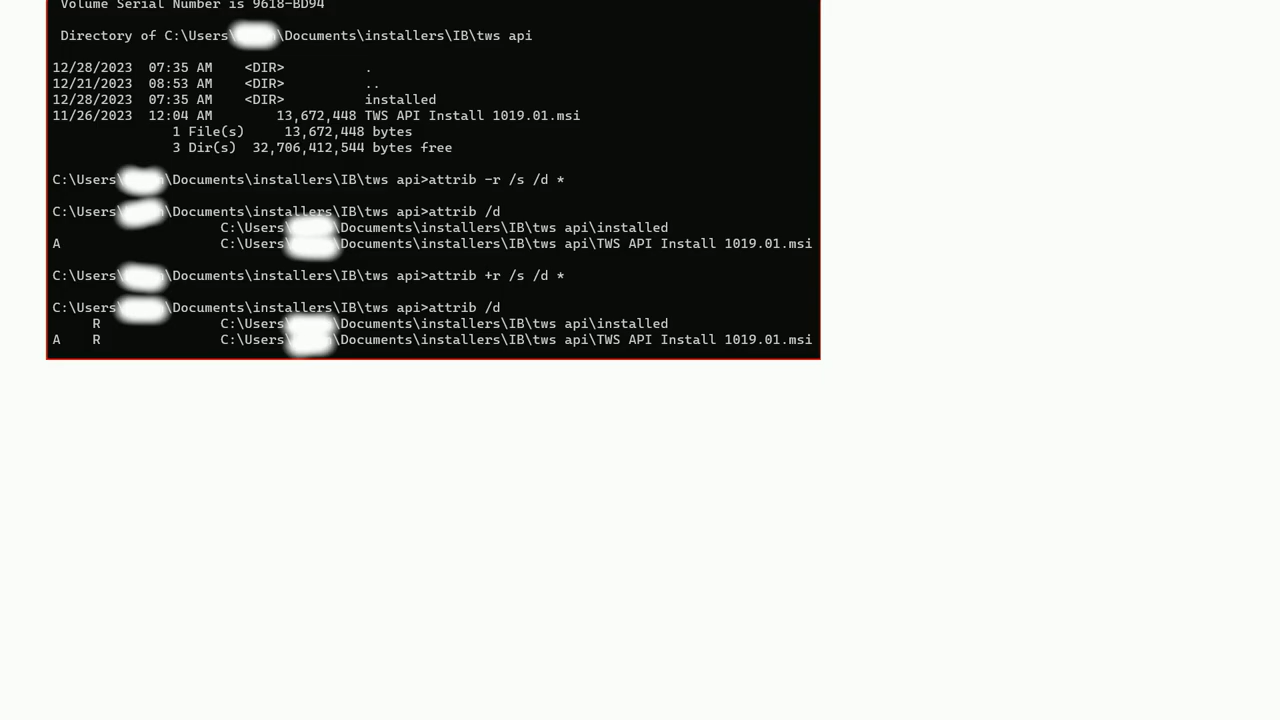 Volume Serial Number is 9618-BD94
Directory of C:\Users\ \Documents\installers\IB\tws api
12/28/2023  07:35 AM    <DIR>          .
12/21/2023  08:53 AM    <DIR>          ..
12/28/2023  07:35 AM    <DIR>          installed
11/26/2023  12:04 AM        13,672,448 TWS API Install 1019.01.msi
1 File(s)     13,672,448 bytes
3 Dir(s)  32,706,412,544 bytes free
C:\Users\ \Documents\installers\IB\tws api>attrib -r /s /d *
C:\Users\ \Documents\installers\IB\tws api>attrib /d
C:\Users\ \Documents\installers\IB\tws api\installed
A                    C:\Users\ \Documents\installers\IB\tws api\TWS API Install 1019.01.msi
C:\Users\ \Documents\installers\IB\tws api>attrib +r /s /d *
C:\Users\ \Documents\installers\IB\tws api>attrib /d
R               C:\Users\ \Documents\installers\IB\tws api\installed
A    R               C:\Users\ \Documents\installers\IB\tws api\TWS API Install 1019.01.msi